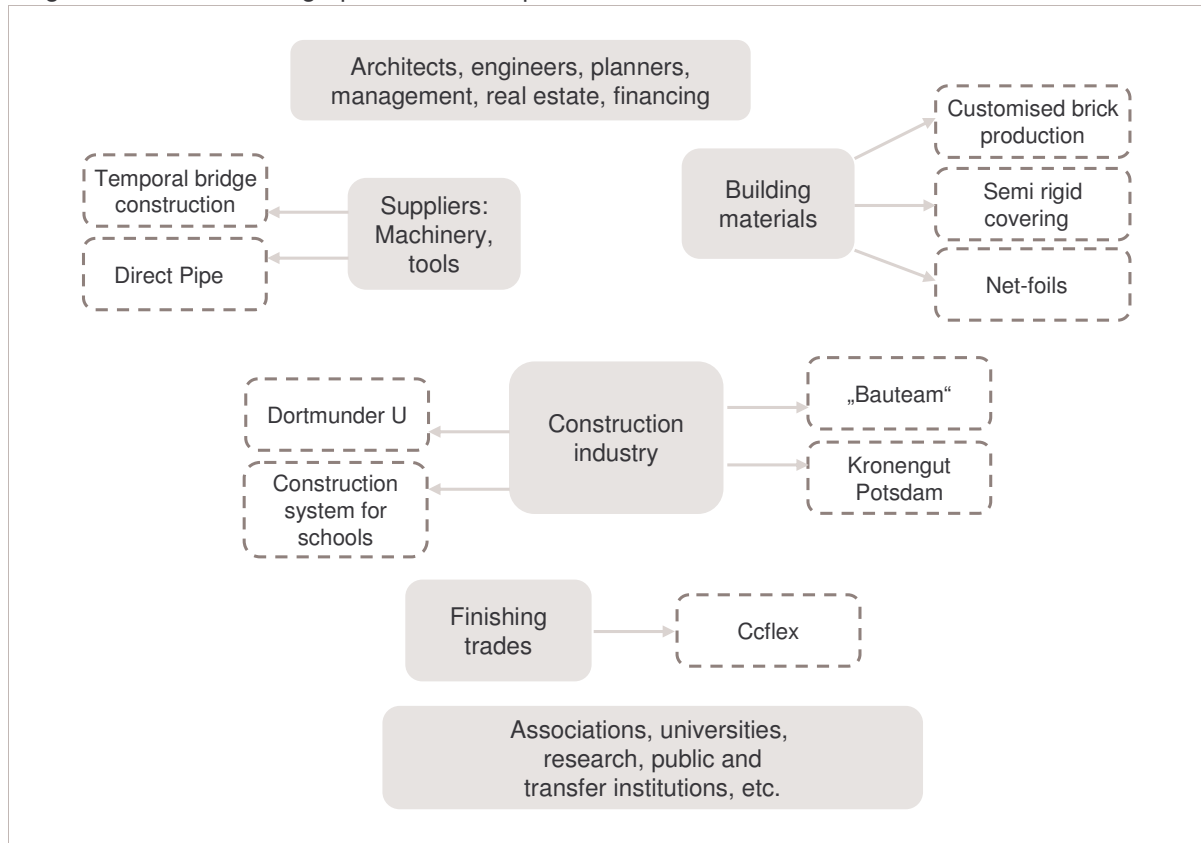 Architects, engineers, planners,
management, real estate, financing
Customised brick
production
Temporal bridge
construction
Suppliers:
Machinery,
tools
Building
materials
Semi rigid
covering
Direct Pipe
Net-foils
Dortmunder U
Construction
industry
„Bauteam“
Construction
system for
schools
Kronengut
Potsdam
Finishing
trades
Ccflex
Associations, universities,
research, public and
transfer institutions, etc.